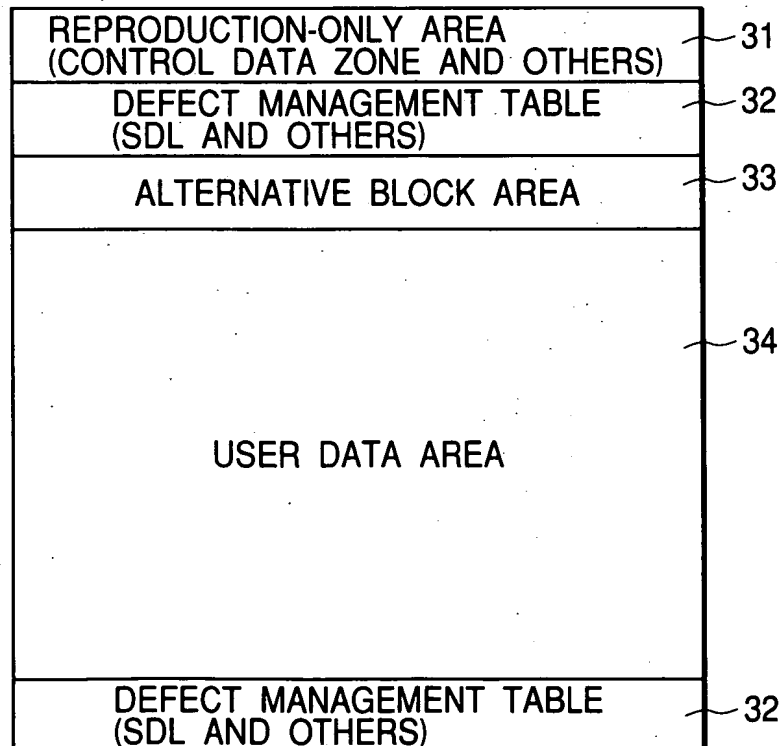 REPRODUCTION-ONLY AREA
(CONTROL DATA ZONE AND OTHERS)
31
DEFECT MANAGEMENT TABLE
(SDL AND OTHERS)
32
ALTERNATIVE BLOCK AREA
33
34
USER DATA AREA
DEFECT MANAGEMENT TABLE
(SDL AND OTHERS)
32